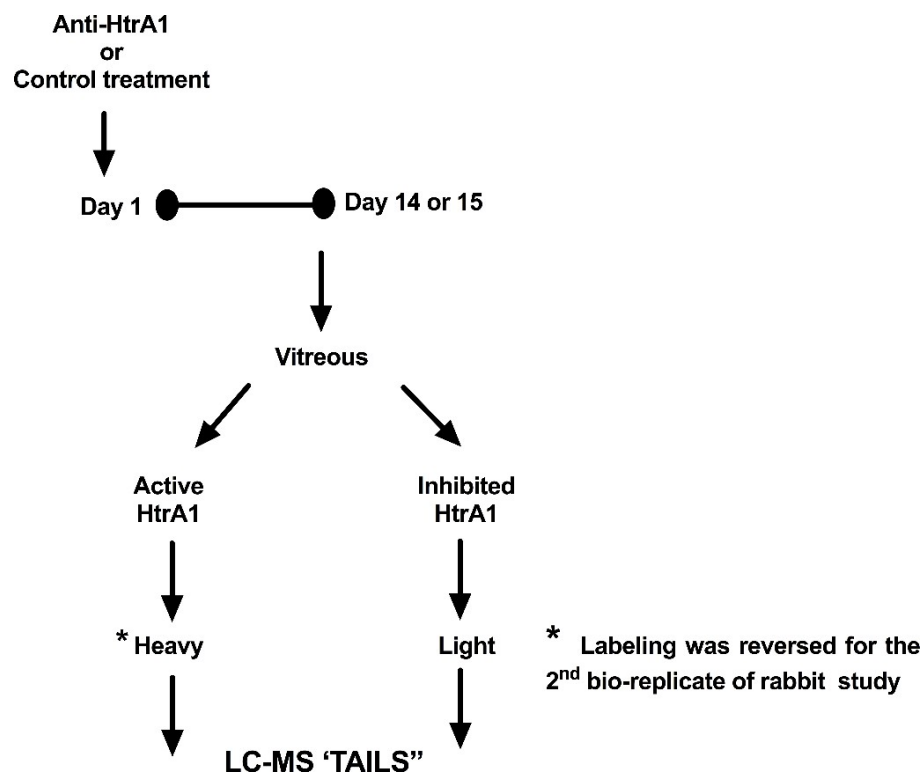 Anti-HtrA1
or
Control treatment
Day 1
Day 14 or 15
Vitreous
Active
HtrA1
Inhibited
HtrA1
* Heavy
Light
* Labeling was reversed for the
2nd bio-replicate of rabbit study
LC-MS ‘TAILS”